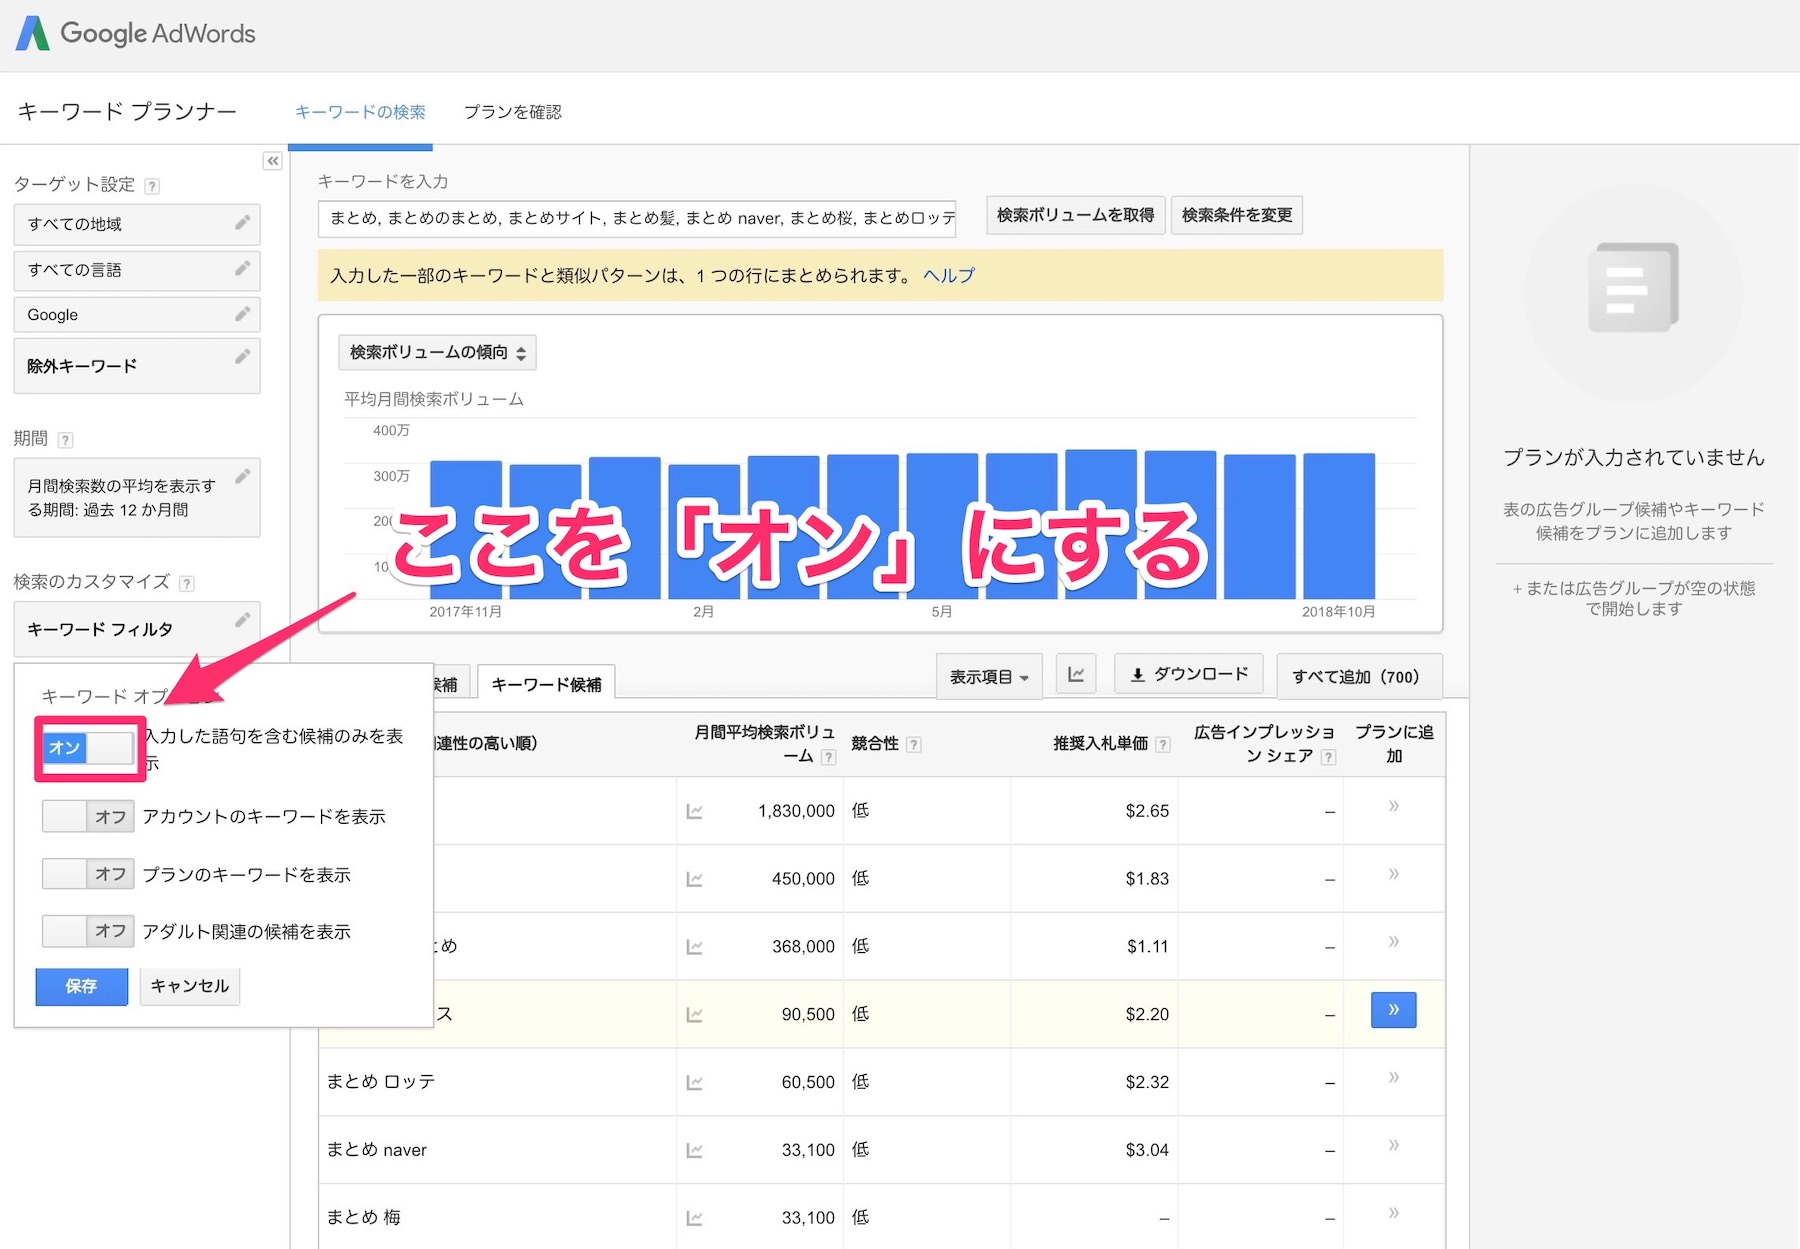 Google AdWords
キーワード プランナー
キーワードの検索
プランを確認
«
ターゲット設定 ?
すべての地域
すべての言語
Google
除外キーワード
期間 ?
月間検索数の平均を表示す
る期間: 過去 12 か月間
検索のカスタマイズ ?
キーワード フィルタ
キーワード オプ
オン
入力した語句を含む候補のみを表
示
オフ アカウントのキーワードを表示
オフ プランのキーワードを表示
オフ アダルト関連の候補を表示
保存 キャンセル
キーワードを入力
まとめ, まとめのまとめ, まとめサイト, まとめ髪, まとめ naver, まとめ桜, まとめロッテ
検索ボリュームを取得
検索条件を変更
入力した一部のキーワードと類似パターンは、1 つの行にまとめられます。 ヘルプ
検索ボリュームの傾向
平均月間検索ボリューム
400万
300万
20
10
ここを「オン」にする
2017年11月 2月 5月 2018年10月
候補
キーワード候補
表示項目
ダウンロード
すべて追加（700）
連性の高い順）
月間平均検索ボリュ
ーム ?
競合性 ?
推奨入札単価 ?
広告インプレッショ
ン シェア ?
プランに追
加
1,830,000 低 $2.65 – »
450,000 低 $1.83 – »
とめ 368,000 低 $1.11 – »
ス 90,500 低 $2.20 – »
まとめ ロッテ 60,500 低 $2.32 – »
まとめ naver 33,100 低 $3.04 – »
まとめ 梅 33,100 低 – – »
プランが入力されていません
表の広告グループ候補やキーワード
候補をプランに追加します
+ または広告グループが空の状態
で開始します